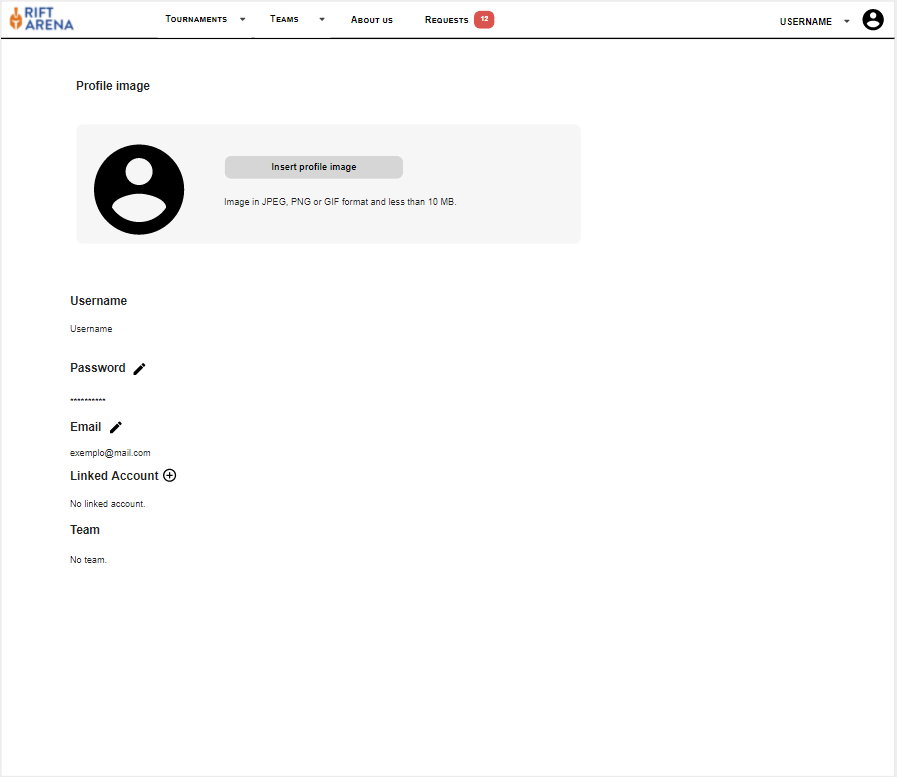 RIFT
ARENA
Tournaments Teams About us Requests 12 USERNAME
Profile image
Insert profile image
Image in JPEG, PNG or GIF format and less than 10 MB.
Username
Username
Password
**********
Email
exemplo@mail.com
Linked Account
No linked account.
Team
No team.